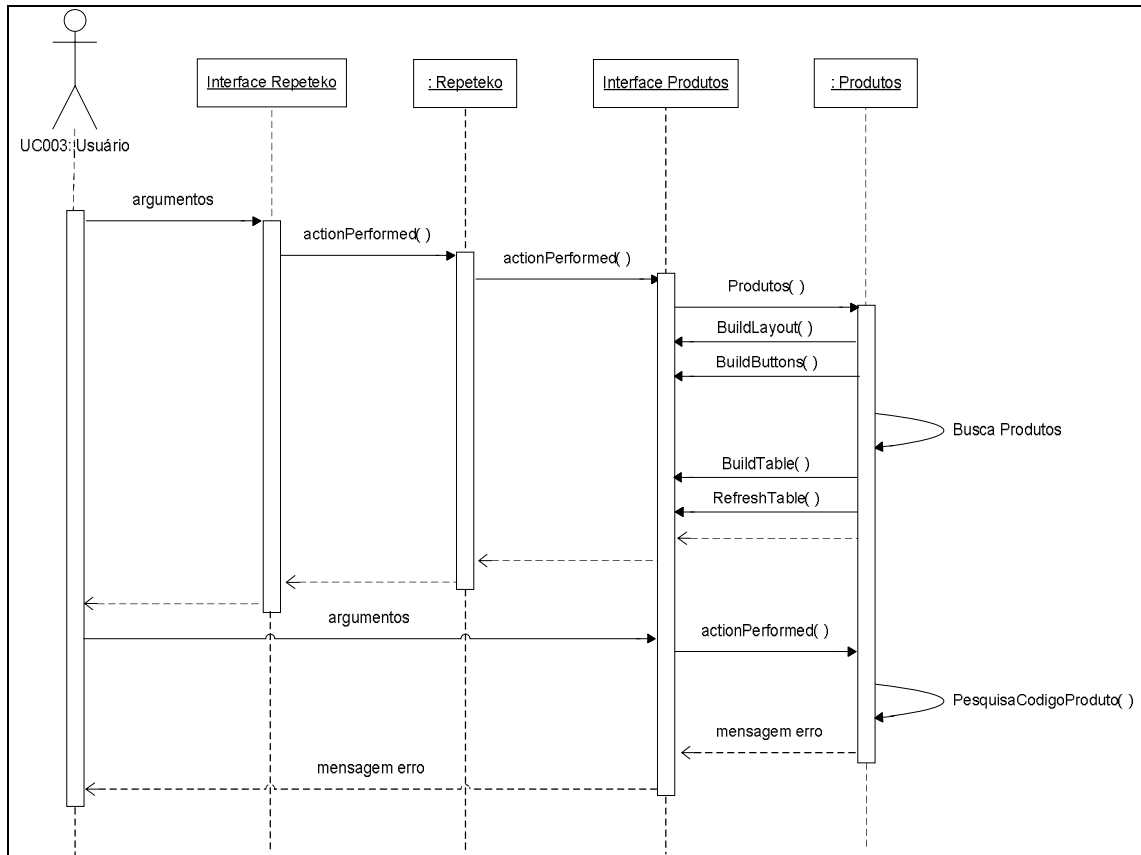 Interface Repeteko
: Repeteko
Interface Produtos
: Produtos
UC003: Usuário
argumentos
actionPerformed( )
actionPerformed( )
Produtos( )
BuildLayout( )
BuildButtons( )
Busca Produtos
BuildTable( )
RefreshTable( )
argumentos
actionPerformed( )
PesquisaCodigoProduto( )
mensagem erro
mensagem erro